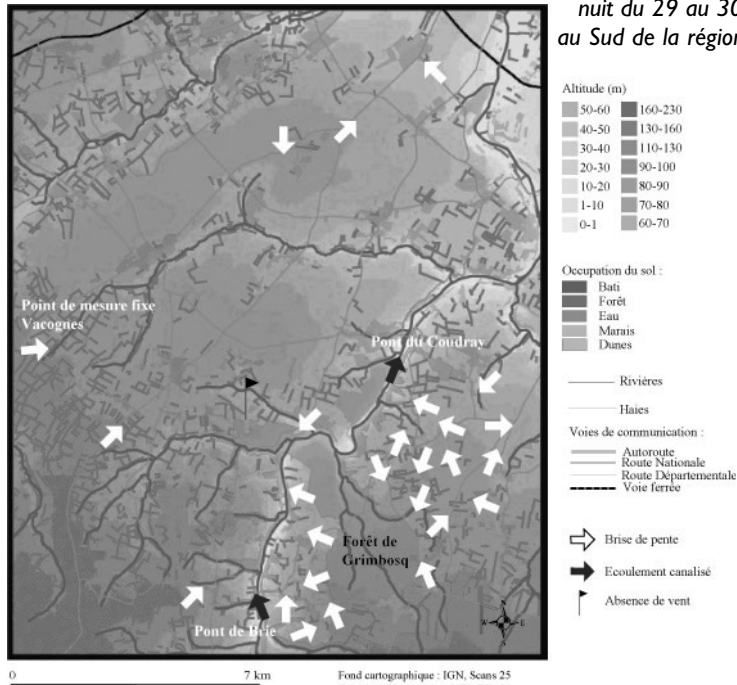 nuit du 29 au 30
au Sud de la région
Altitude (m)
50-60 160-230
40-50 130-160
30-40 110-130
20-30 90-100
10-20 80-90
1-10 70-80
0-1 60-70
Occupation du sol :
Bati
Forêt
Eau
Marais
Dunes
Rivières
Haies
Voies de communication :
Autoroute
Route Nationale
Route Départementale
Voie ferrée
Brise de pente
Ecoulement canalisé
Absence de vent
Point de mesure fixe
Vacognes
Pont du Coudray
Forêt de
Grimbosq
Pont de Brie
N
W E
S
0 7 km Fond cartographique : IGN, Scans 25